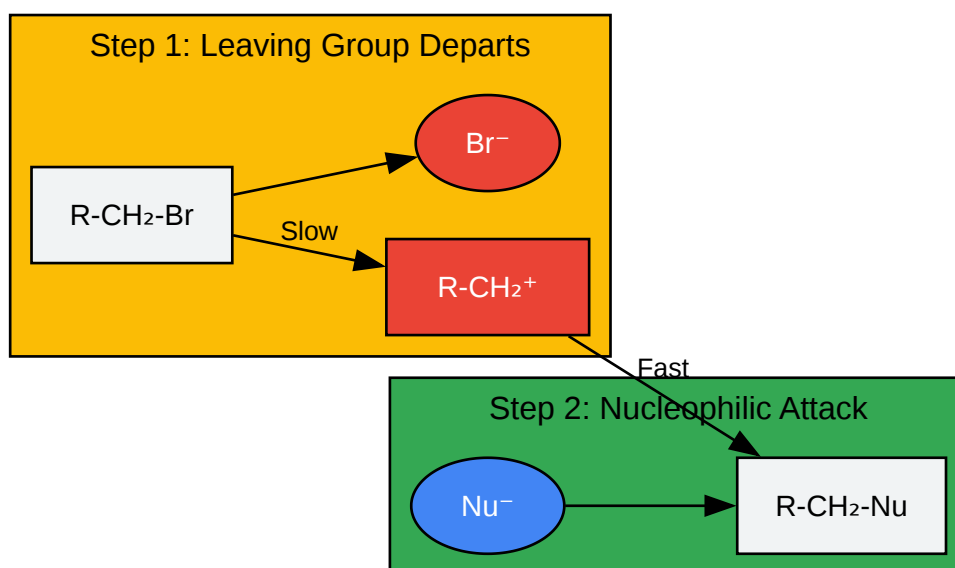 Step 1: Leaving Group Departs
Br⁻
R-CH₂-Br
Slow
R-CH₂⁺
Fast
Step 2: Nucleophilic Attack
Nu⁻
R-CH₂-Nu